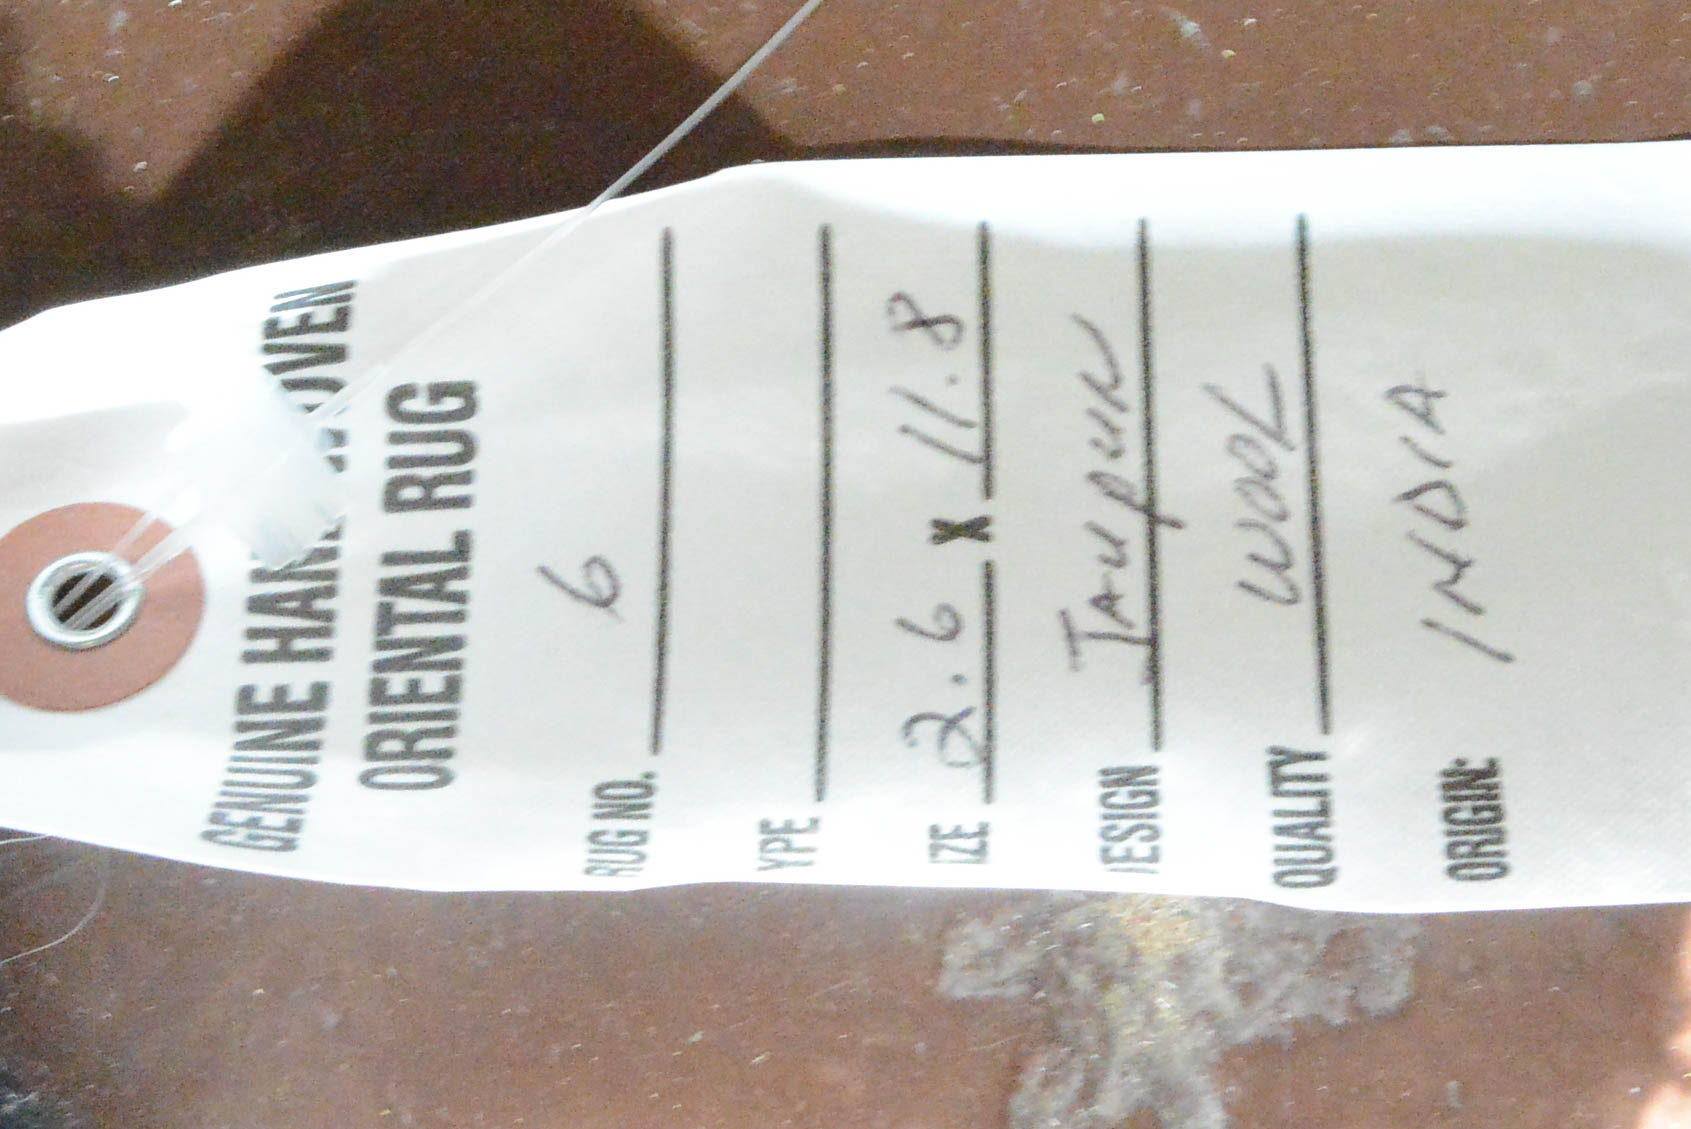 GENUINE HAND WOVEN
ORIENTAL RUG
RUG NO. 6
YPE
IZE 2.6 X 11.8
ESIGN
QUALITY WOOL
ORIGIN: INDIA